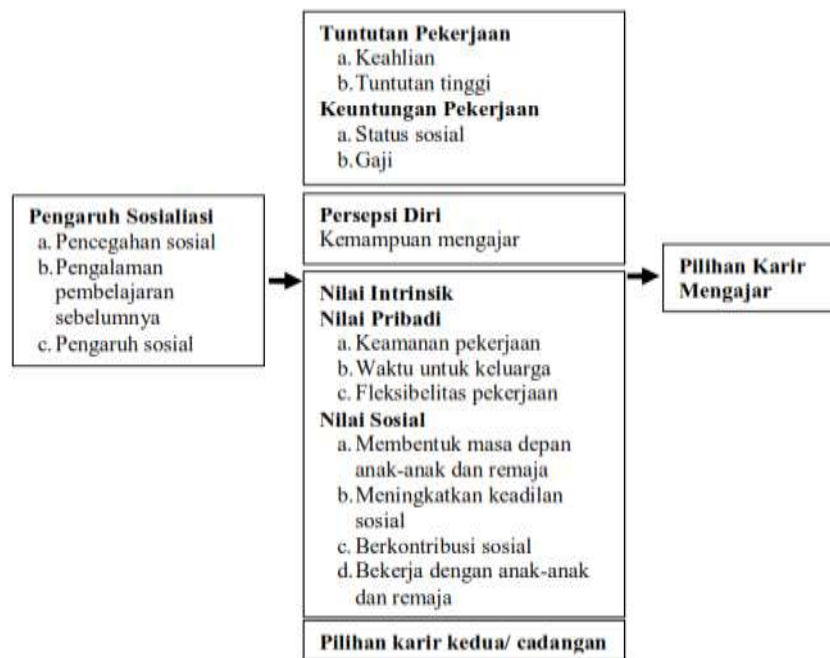 Pengaruh Sosialiasi
a. Pencegahan sosial
b. Pengalaman
pembelajaran
sebelumnya
c. Pengaruh sosial
Tuntutan Pekerjaan
a. Keahlian
b. Tuntutan tinggi
Keuntungan Pekerjaan
a. Status sosial
b. Gaji
Persepsi Diri
Kemampuan mengajar
Nilai Intrinsik
Nilai Pribadi
a. Keamanan pekerjaan
b. Waktu untuk keluarga
c. Fleksibelitas pekerjaan
Nilai Sosial
a. Membentuk masa depan
anak-anak dan remaja
b. Meningkatkan keadilan
sosial
c. Berkontribusi sosial
d. Bekerja dengan anak-anak
dan remaja
Pilihan karir kedua/ cadangan
Pilihan Karir
Mengajar